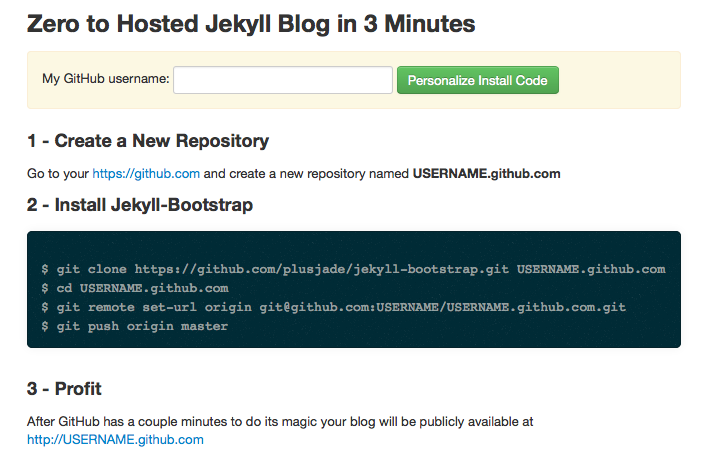 Zero to Hosted Jekyll Blog in 3 Minutes
My GitHub username: Personalize Install Code
1 - Create a New Repository
Go to your https://github.com and create a new repository named USERNAME.github.com
2 - Install Jekyll-Bootstrap
$ git clone https://github.com/plusjade/jekyll-bootstrap.git USERNAME.github.com
$ cd USERNAME.github.com
$ git remote set-url origin git@github.com:USERNAME/USERNAME.github.com.git
$ git push origin master
3 - Profit
After GitHub has a couple minutes to do its magic your blog will be publicly available at
http://USERNAME.github.com